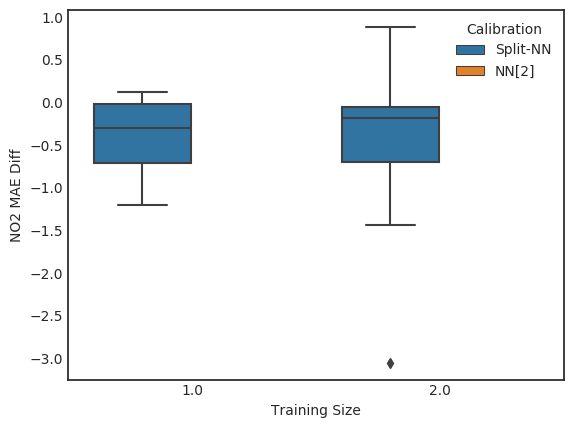 1.0
0.5
0.0
−0.5
−1.0
−1.5
−2.0
−2.5
−3.0
NO2 MAE Diff
Calibration
Split-NN
NN[2]
1.0 2.0
Training Size